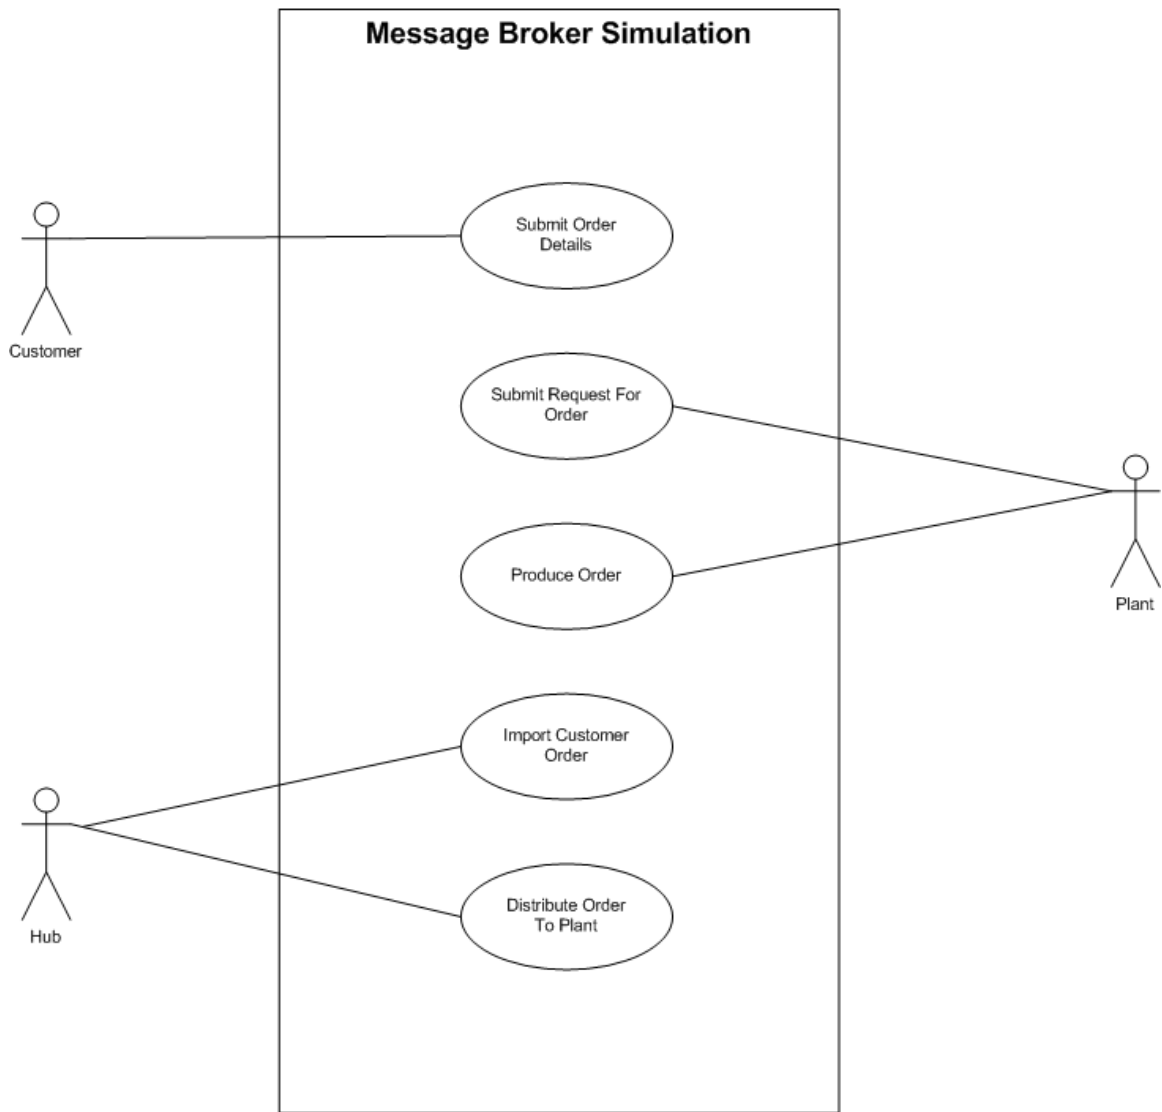 Message Broker Simulation
Submit Order
Details
Customer
Submit Request For
Order
Produce Order
Plant
Import Customer
Order
Hub
Distribute Order
To Plant